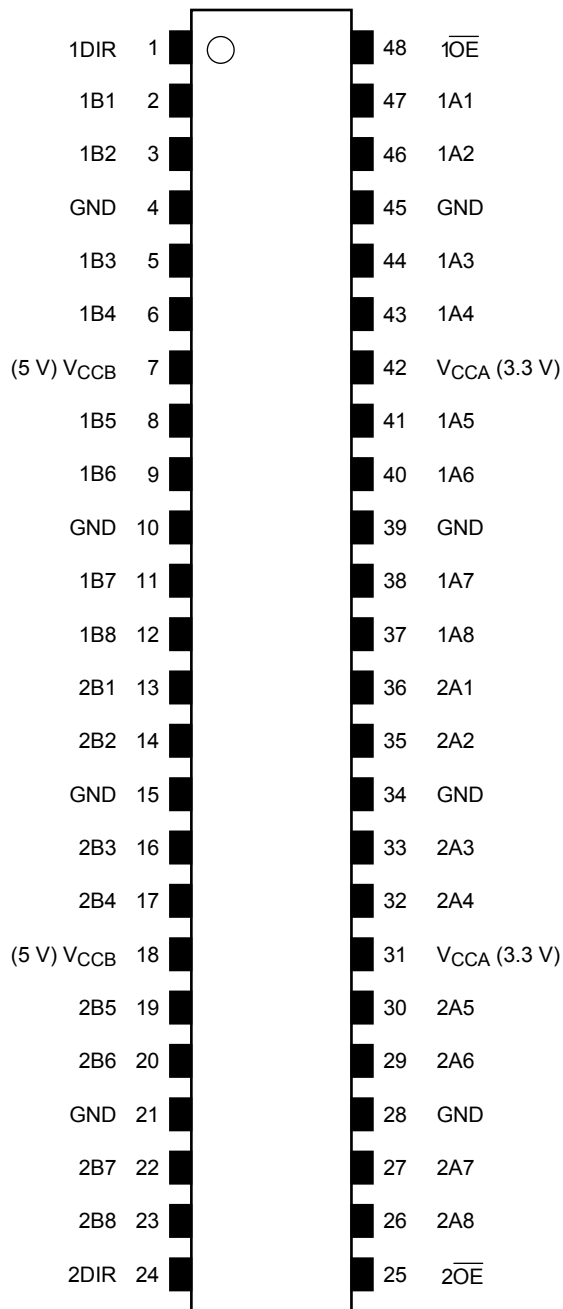 1DIR 1 48 1O̅E̅
1B1 2 47 1A1
1B2 3 46 1A2
GND 4 45 GND
1B3 5 44 1A3
1B4 6 43 1A4
(5 V) VCCB 7 42 VCCA (3.3 V)
1B5 8 41 1A5
1B6 9 40 1A6
GND 10 39 GND
1B7 11 38 1A7
1B8 12 37 1A8
2B1 13 36 2A1
2B2 14 35 2A2
GND 15 34 GND
2B3 16 33 2A3
2B4 17 32 2A4
(5 V) VCCB 18 31 VCCA (3.3 V)
2B5 19 30 2A5
2B6 20 29 2A6
GND 21 28 GND
2B7 22 27 2A7
2B8 23 26 2A8
2DIR 24 25 2O̅E̅